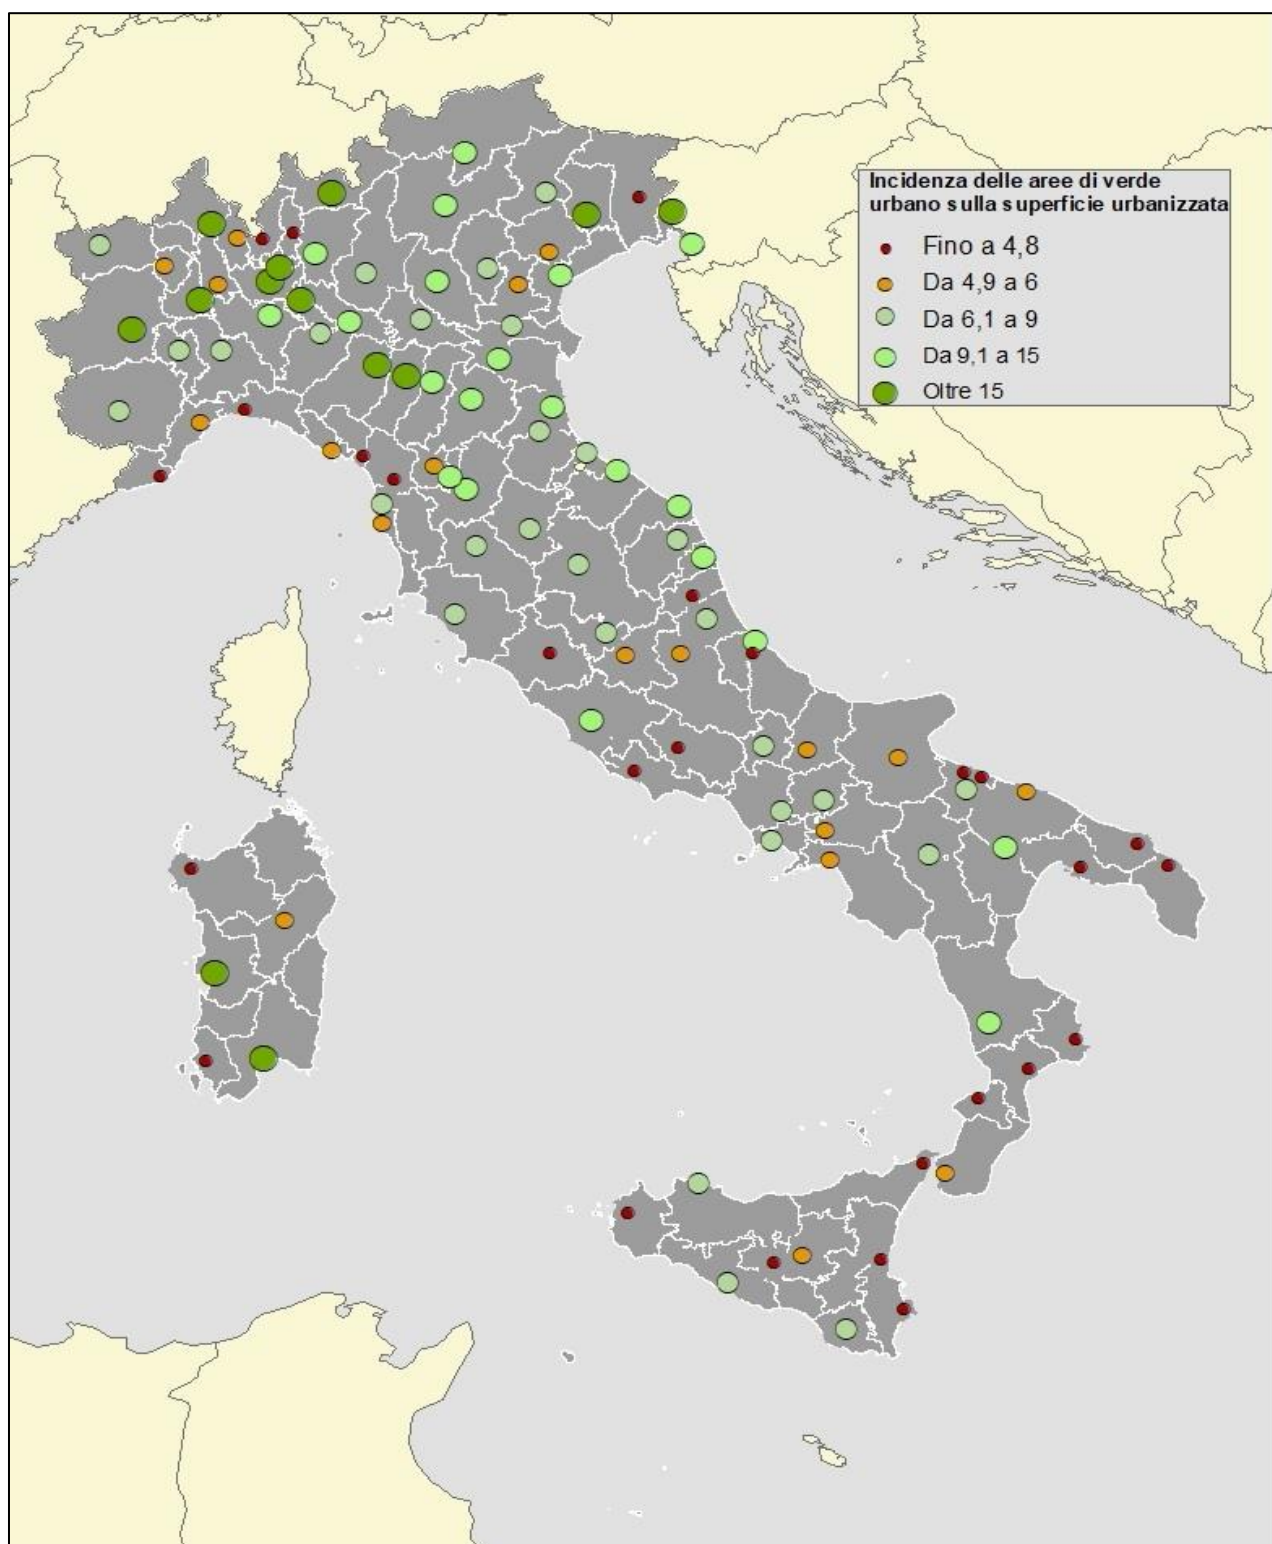 Incidenza delle aree di verde
urbano sulla superficie urbanizzata
Fino a 4,8
Da 4,9 a 6
Da 6,1 a 9
Da 9,1 a 15
Oltre 15